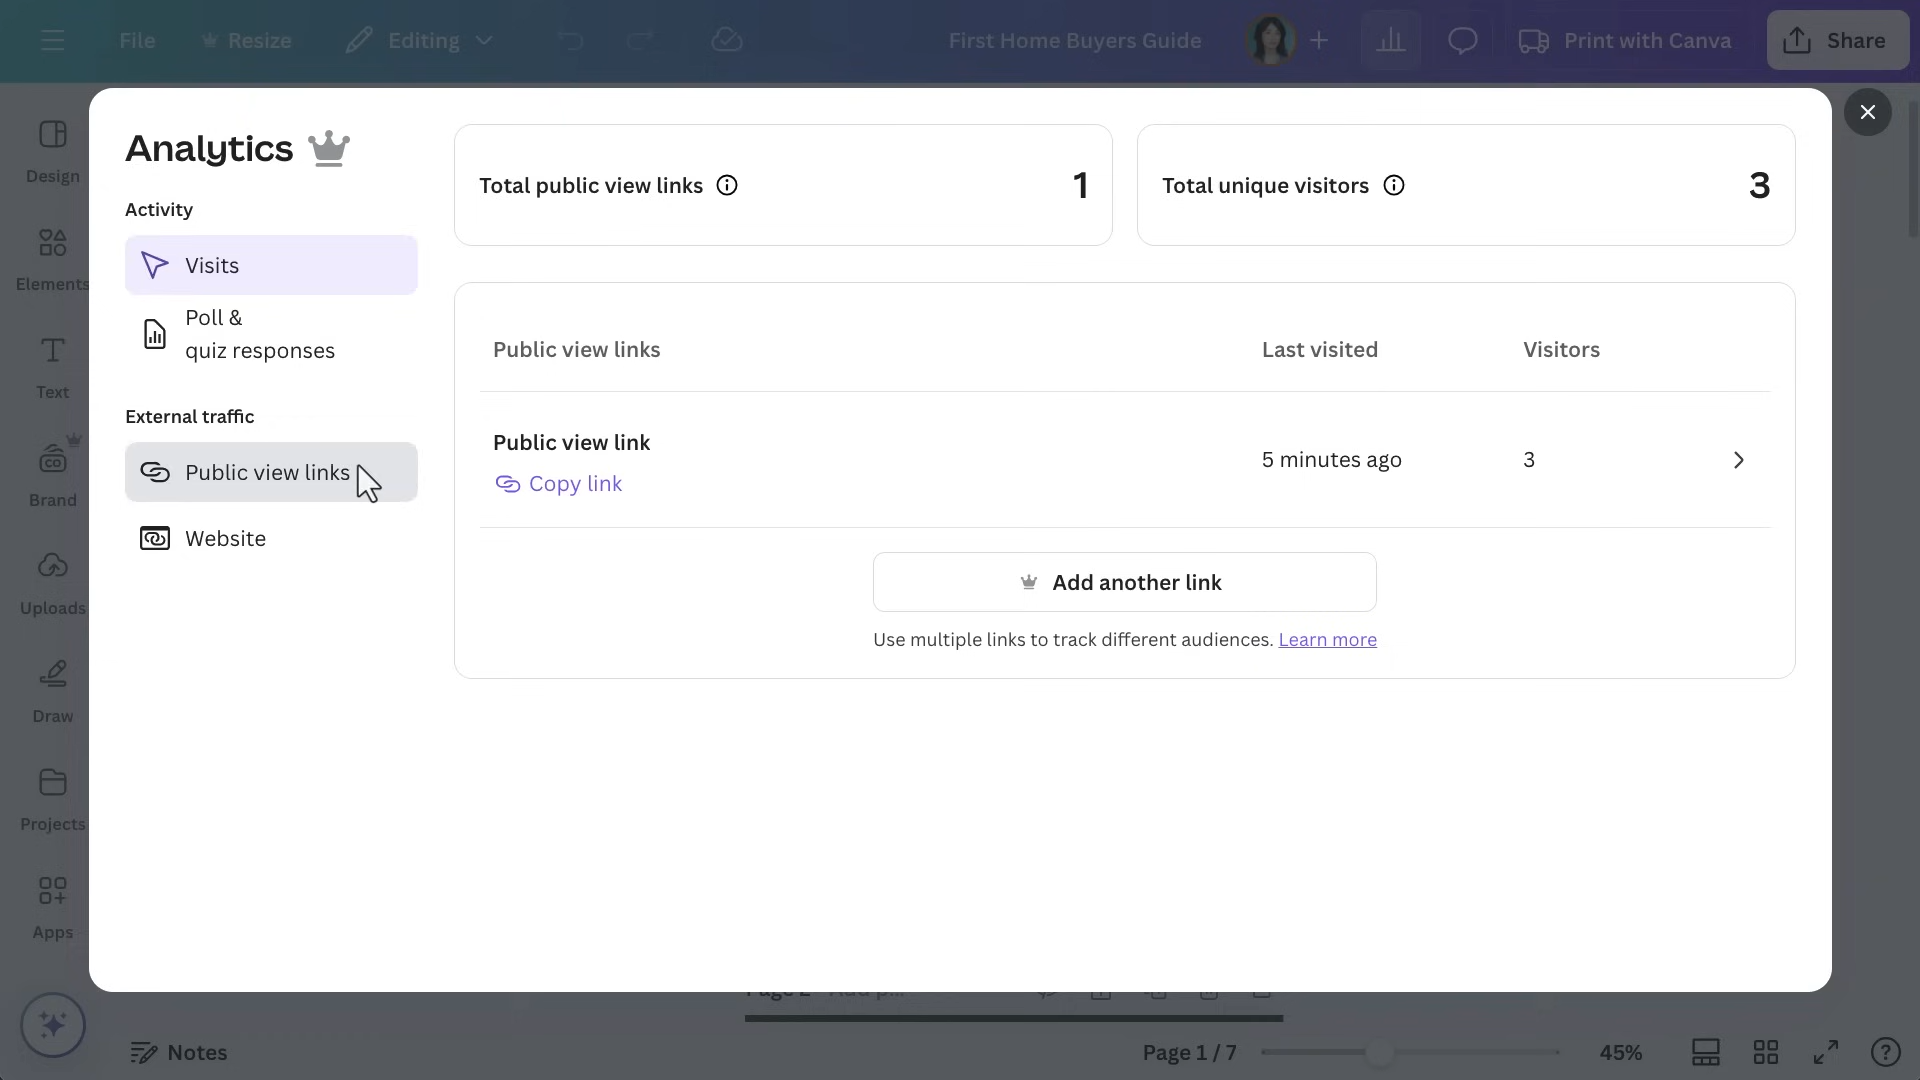 File
Resize
Editing
First Home Buyers Guide
Print with Canva
Share
Design
Elements
Text
Brand
Uploads
Draw
Projects
Apps
Analytics
Activity
Visits
Poll &
quiz responses
External traffic
Public view links
Website
Total public view links
1
Total unique visitors
3
Public view links
Last visited
Visitors
Public view link
Copy link
5 minutes ago
3
Add another link
Use multiple links to track different audiences. Learn more
Notes
Page 1 / 7
45%